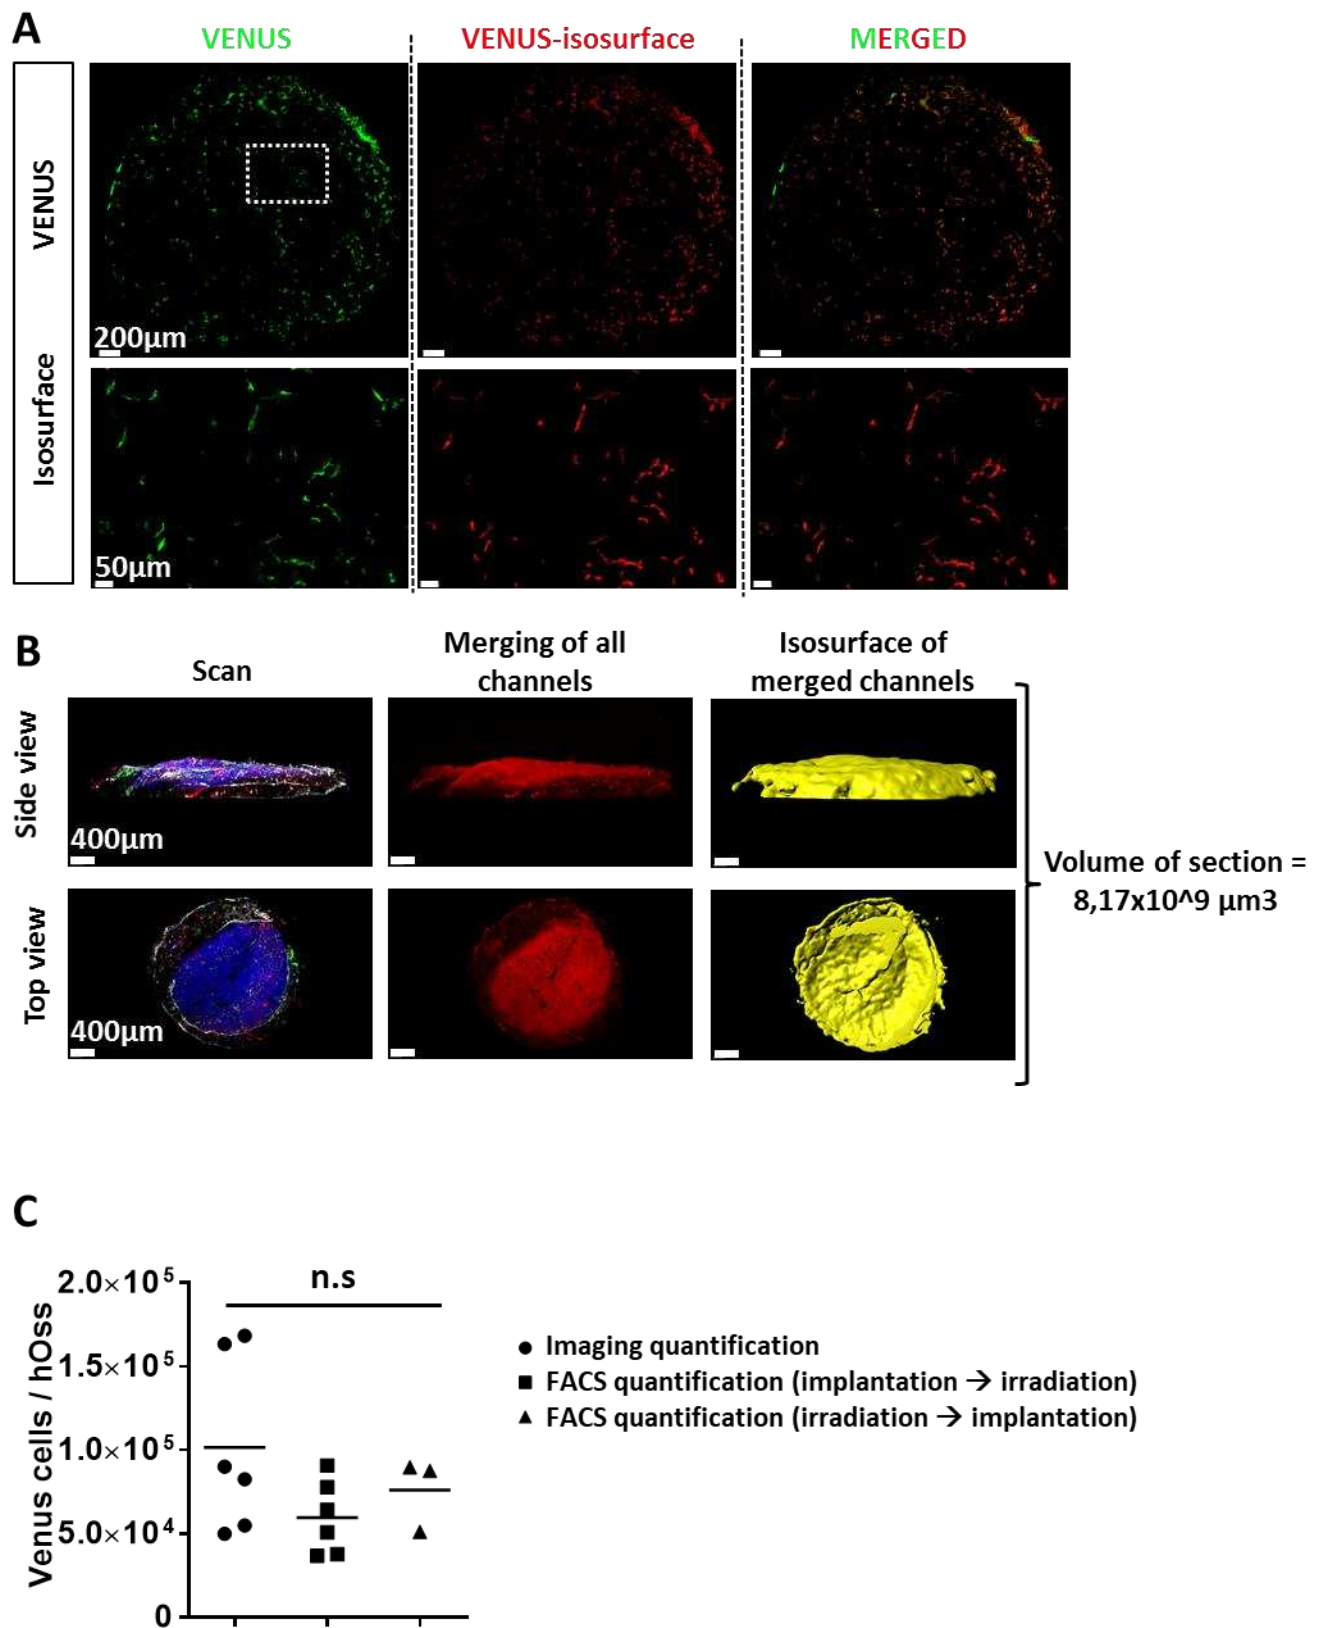 A
VENUS
VENUS-isosurface
MERGED
VENUS
Isosurface
200µm
50µm
B
Scan
Merging of all
channels
Isosurface of
merged channels
Side view
400µm
Top view
400µm
Volume of section =
8,17x10^9 µm3
C
Venus cells / hOss
2.0×10⁵
1.5×10⁵
1.0×10⁵
5.0×10⁴
0
n.s
Imaging quantification
FACS quantification (implantation → irradiation)
FACS quantification (irradiation → implantation)